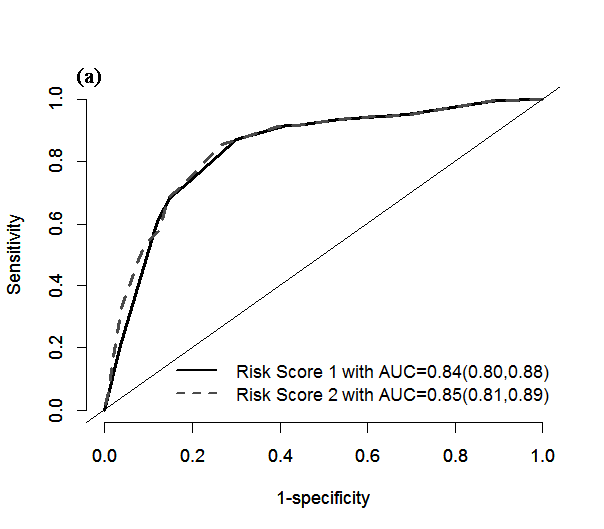 (a)
1.0
0.8
0.6
0.4
0.2
0.0
Sensitivity
Risk Score 1 with AUC=0.84(0.80,0.88)
Risk Score 2 with AUC=0.85(0.81,0.89)
0.0 0.2 0.4 0.6 0.8 1.0
1-specificity